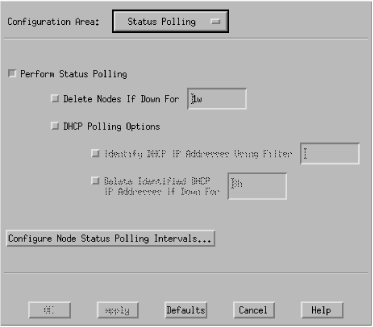 Configuration Area: Status Polling
Perform Status Polling
Delete Nodes If Down For 1w
DHCP Polling Options
Identify DHCP IP Addresses Using Filter
Delete Identified DHCP
IP Addresses If Down For
Configure Node Status Polling Intervals...
OK Apply Defaults Cancel Help